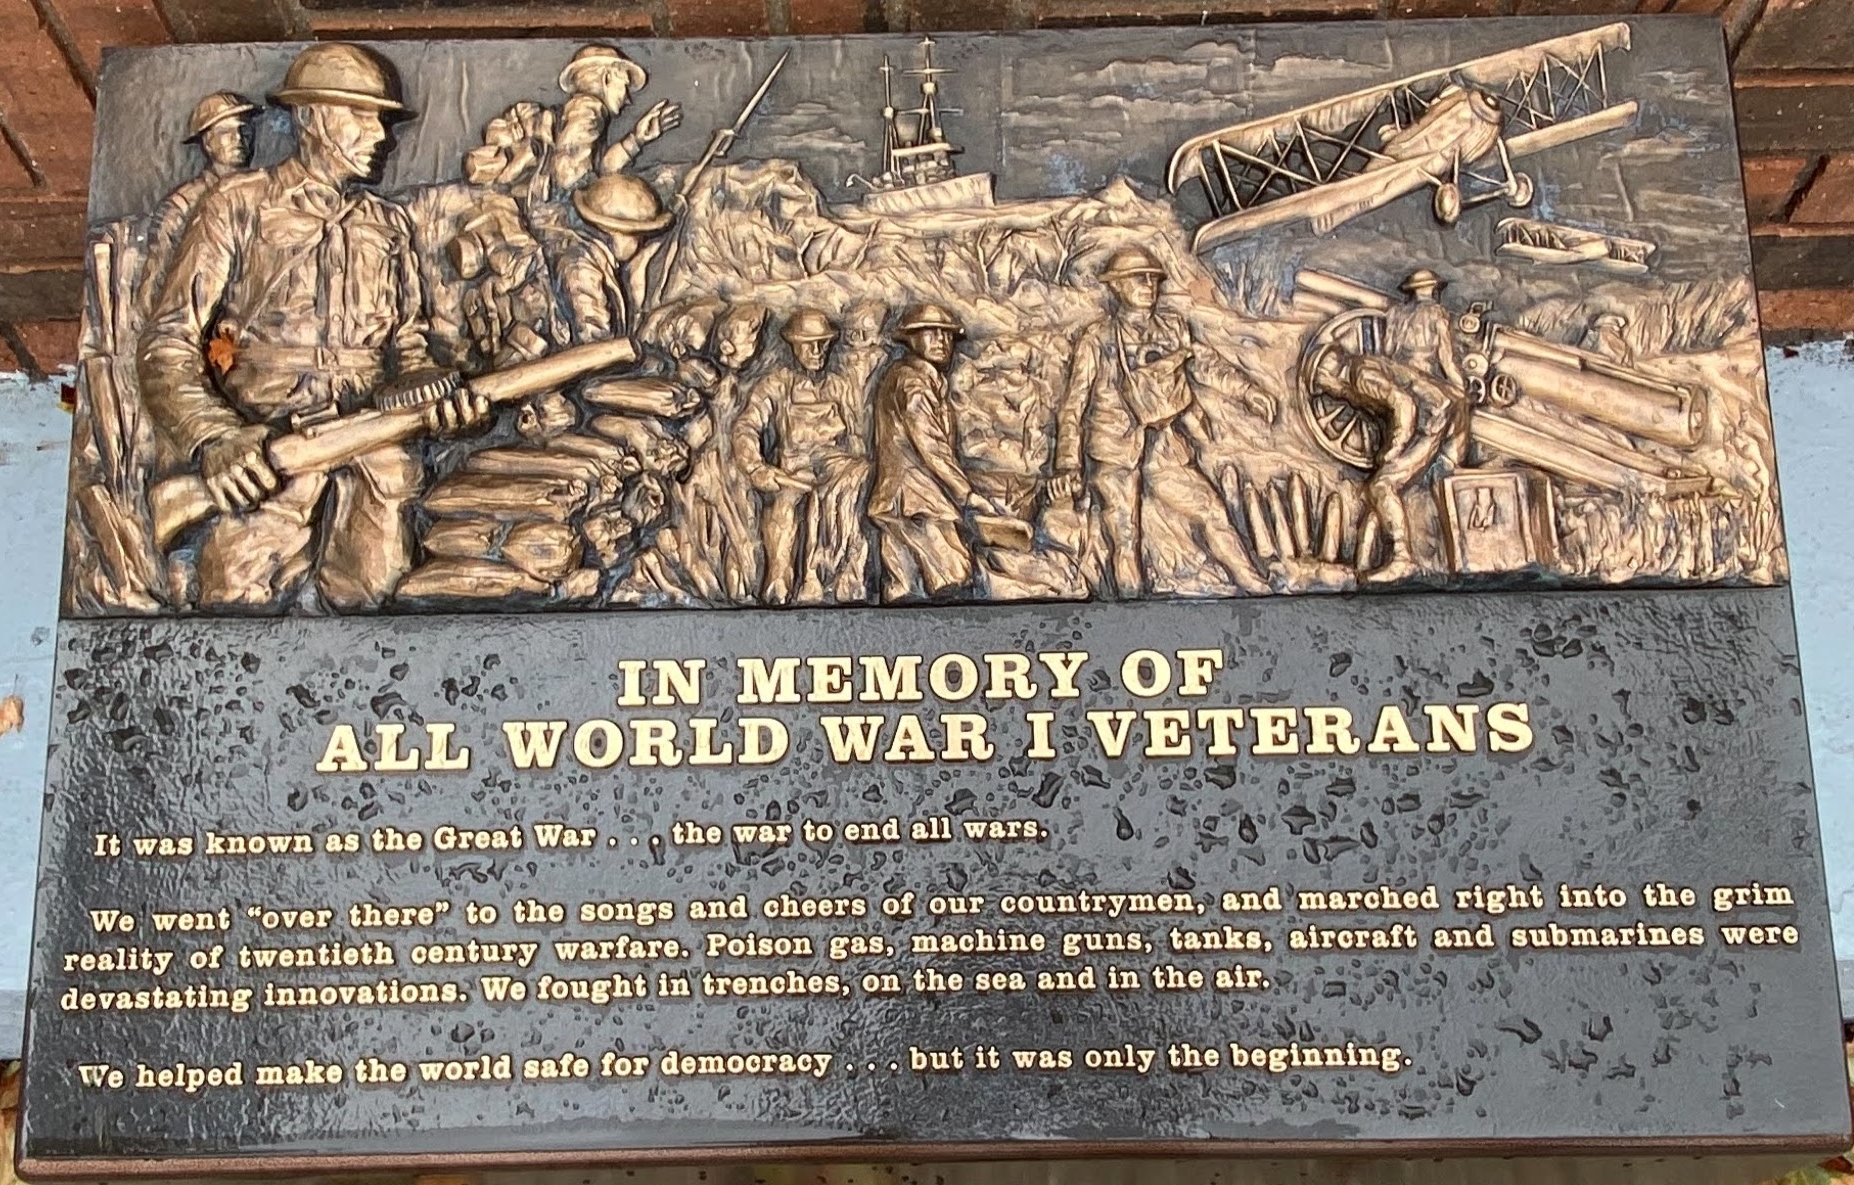 IN MEMORY OF
ALL WORLD WAR I VETERANS
It was known as the Great War . . . the war to end all wars.
We went “over there” to the songs and cheers of our countrymen, and marched right into the grim
reality of twentieth century warfare. Poison gas, machine guns, tanks, aircraft and submarines were
devastating innovations. We fought in trenches, on the sea and in the air.
We helped make the world safe for democracy . . . but it was only the beginning.